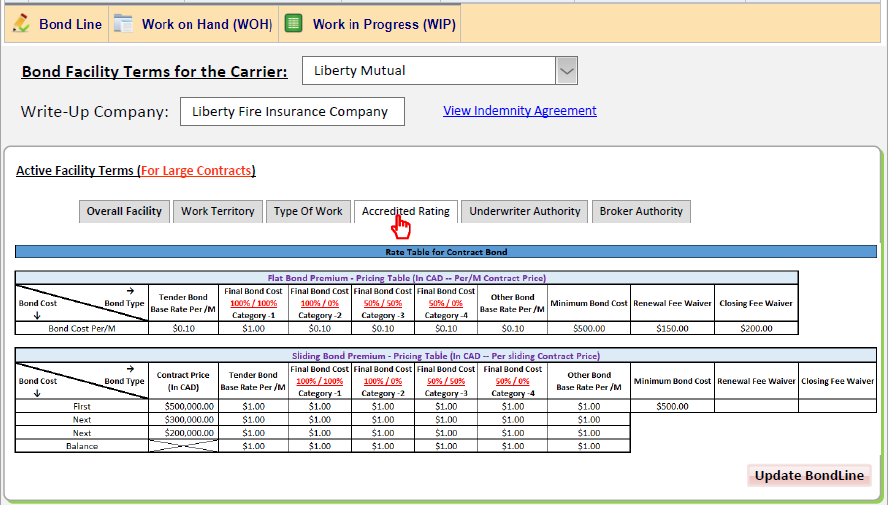 Bond Line Work on Hand (WOH) Work in Progress (WIP)
Bond Facility Terms for the Carrier: Liberty Mutual
Write-Up Company: Liberty Fire Insurance Company View Indemnity Agreement
Active Facility Terms (For Large Contracts)
Overall Facility Work Territory Type Of Work Accredited Rating Underwriter Authority Broker Authority
Rate Table for Contract Bond
Flat Bond Premium - Pricing Table (In CAD -- Per/M Contract Price)
Bond Cost ↓ → Bond Type
Tender Bond
Base Rate Per /M
Final Bond Cost
100% / 100%
Category -1
Final Bond Cost
100% / 0%
Category -2
Final Bond Cost
50% / 50%
Category -3
Final Bond Cost
50% / 0%
Category -4
Other Bond
Base Rate Per /M
Minimum Bond Cost
Renewal Fee Waiver
Closing Fee Waiver
Bond Cost Per/M $0.10 $1.00 $0.10 $0.10 $0.10 $0.10 $500.00 $150.00 $200.00
Sliding Bond Premium - Pricing Table (In CAD -- Per sliding Contract Price)
Bond Cost ↓ → Bond Type
Contract Price
(In CAD)
Tender Bond
Base Rate Per /M
Final Bond Cost
100% / 100%
Category -1
Final Bond Cost
100% / 0%
Category -2
Final Bond Cost
50% / 50%
Category -3
Final Bond Cost
50% / 0%
Category -4
Other Bond
Base Rate Per /M
Minimum Bond Cost
Renewal Fee Waiver
Closing Fee Waiver
First $500,000.00 $1.00 $1.00 $1.00 $1.00 $1.00 $1.00 $500.00
Next $300,000.00 $1.00 $1.00 $1.00 $1.00 $1.00 $1.00
Next $200,000.00 $1.00 $1.00 $1.00 $1.00 $1.00 $1.00
Balance $1.00 $1.00 $1.00 $1.00 $1.00 $1.00
Update BondLine